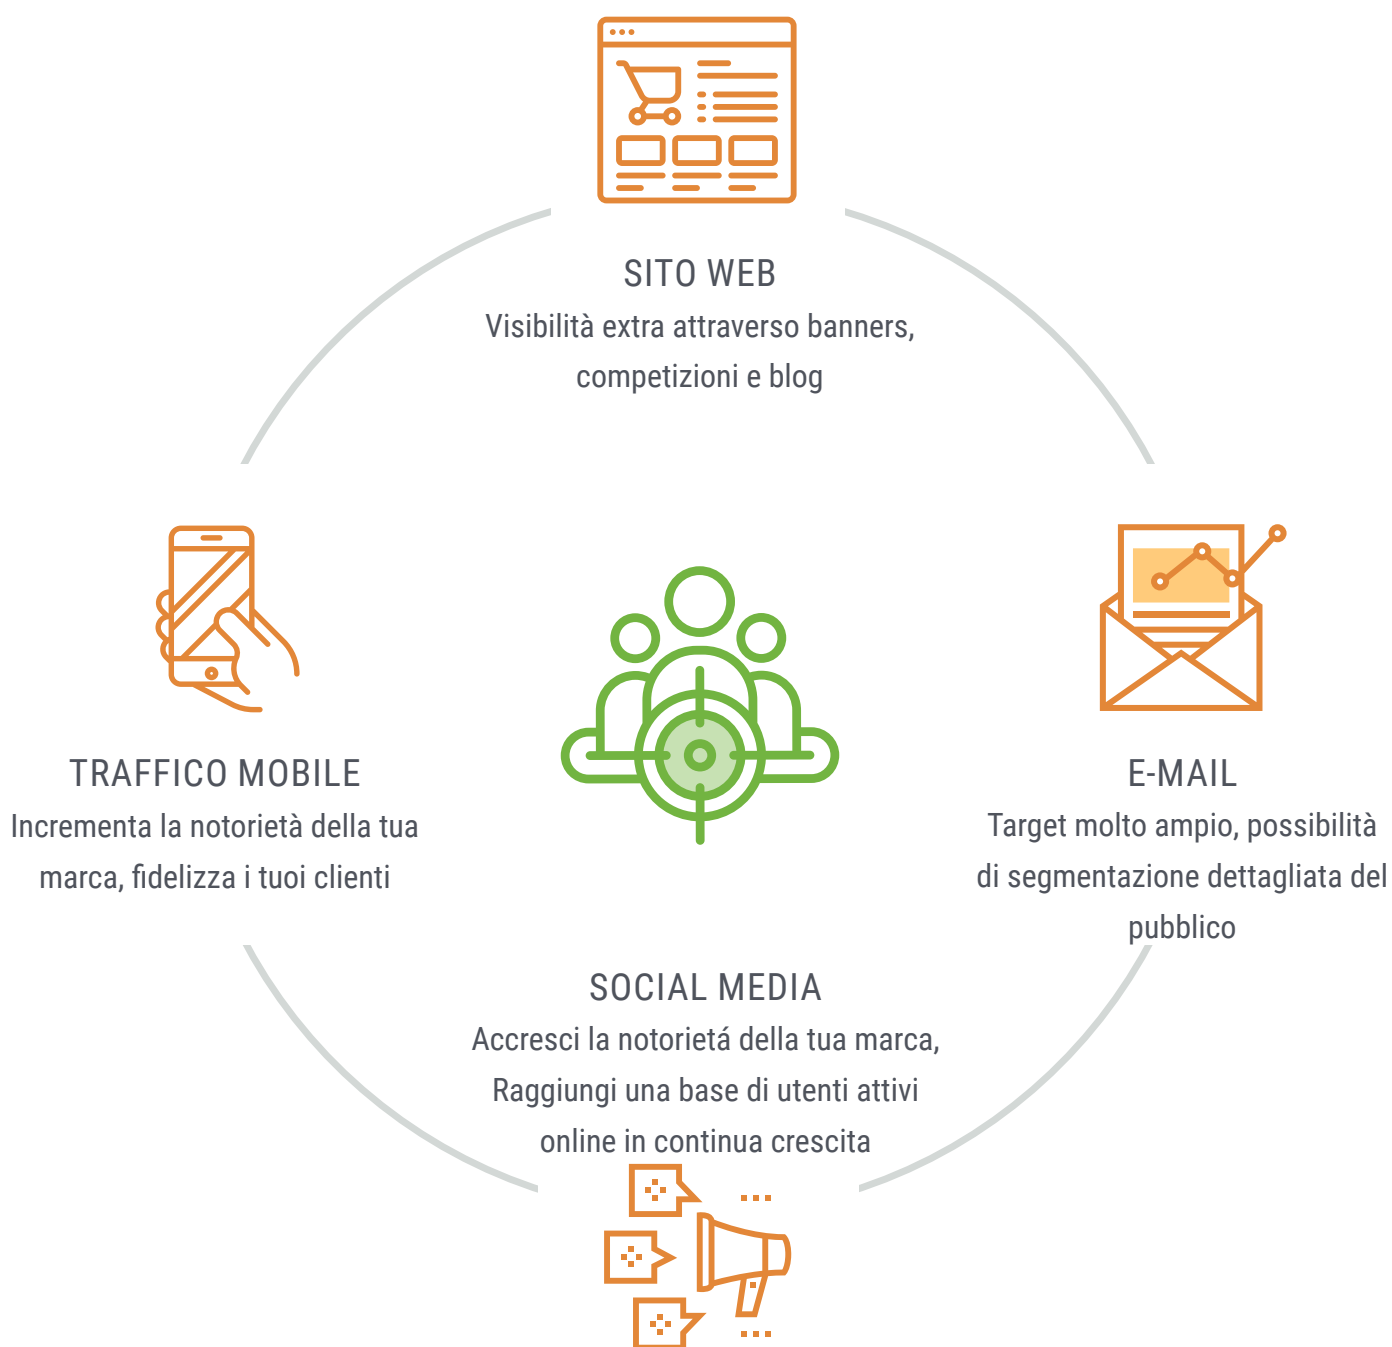 SITO WEB
Visibilità extra attraverso banners,
competizioni e blog
TRAFFICO MOBILE
Incrementa la notorietà della tua
marca, fidelizza i tuoi clienti
E-MAIL
Target molto ampio, possibilità
di segmentazione dettagliata del
pubblico
SOCIAL MEDIA
Accresci la notorietá della tua marca,
Raggiungi una base di utenti attivi
online in continua crescita